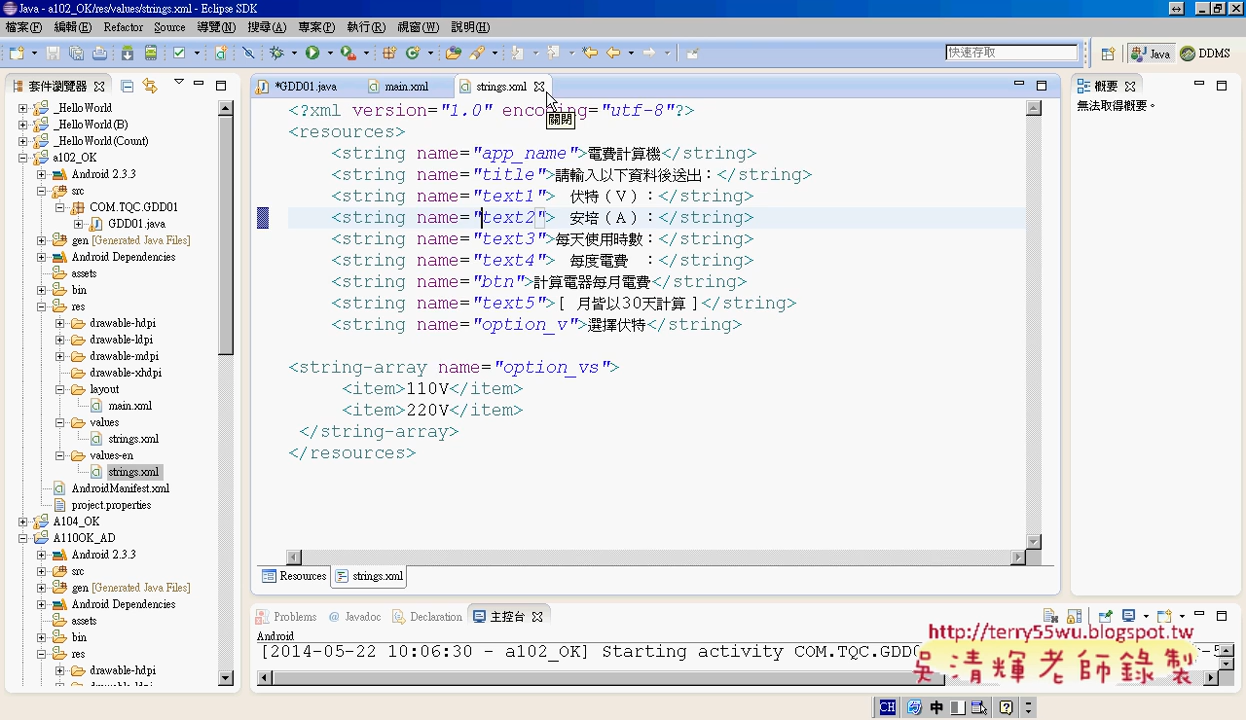 Java - a102_OK/res/values/strings.xml - Eclipse SDK
檔案(F) 編輯(E) Refactor Source 導覽(N) 搜尋(A) 專案(P) 執行(R) 視窗(W) 說明(H)
快速存取
Java
DDMS
套件瀏覽器
*GDD01.java
main.xml
strings.xml
概要
無法取得概要。
關閉
_HelloWorld
_HelloWorld(B)
_HelloWorld(Count)
a102_OK
Android 2.3.3
src
COM.TQC.GDD01
GDD01.java
gen [Generated Java Files]
Android Dependencies
assets
bin
res
drawable-hdpi
drawable-ldpi
drawable-mdpi
drawable-xhdpi
layout
main.xml
values
strings.xml
values-en
strings.xml
AndroidManifest.xml
project.properties
A104_OK
A110OK_AD
Android 2.3.3
src
gen [Generated Java Files]
Android Dependencies
assets
bin
res
drawable-hdpi
drawable-ldpi
<?xml version="1.0" encoding="utf-8"?>
<resources>
<string name="app_name">電費計算機</string>
<string name="title">請輸入以下資料後送出：</string>
<string name="text1">　伏特（V）：</string>
<string name="text2">　安培（A）：</string>
<string name="text3">每天使用時數：</string>
<string name="text4">　每度電費　：</string>
<string name="btn">計算電器每月電費</string>
<string name="text5">[　月皆以30天計算 ]</string>
<string name="option_v">選擇伏特</string>
<string-array name="option_vs">
<item>110V</item>
<item>220V</item>
</string-array>
</resources>
Resources
strings.xml
Problems
@ Javadoc
Declaration
主控台
Android
[2014-05-22 10:06:30 - a102_OK] Starting activity COM.TQC.GDD0
http://terry55wu.blogspot.tw
吳清輝老師錄製
CH
中